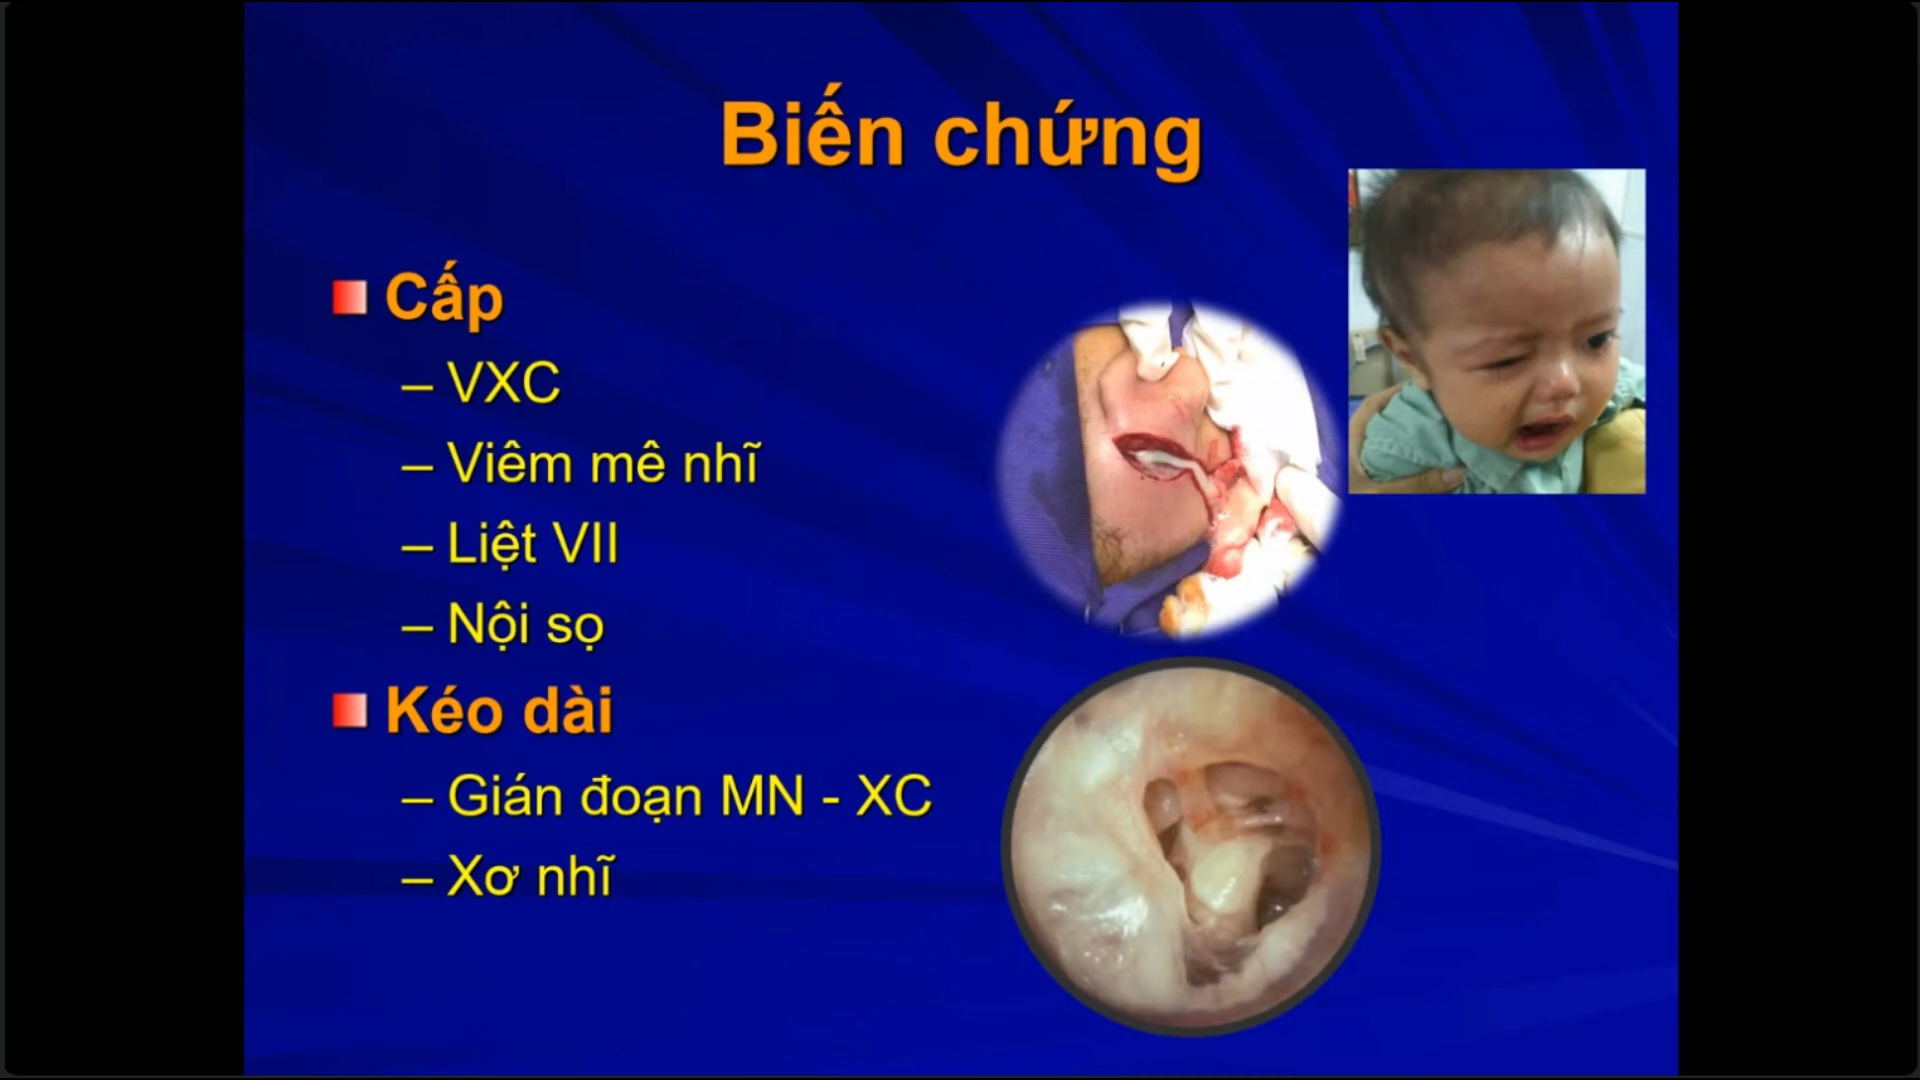 Biến chứng
Cấp
– VXC
– Viêm mê nhĩ
– Liệt VII
– Nội sọ
Kéo dài
– Gián đoạn MN - XC
– Xơ nhĩ